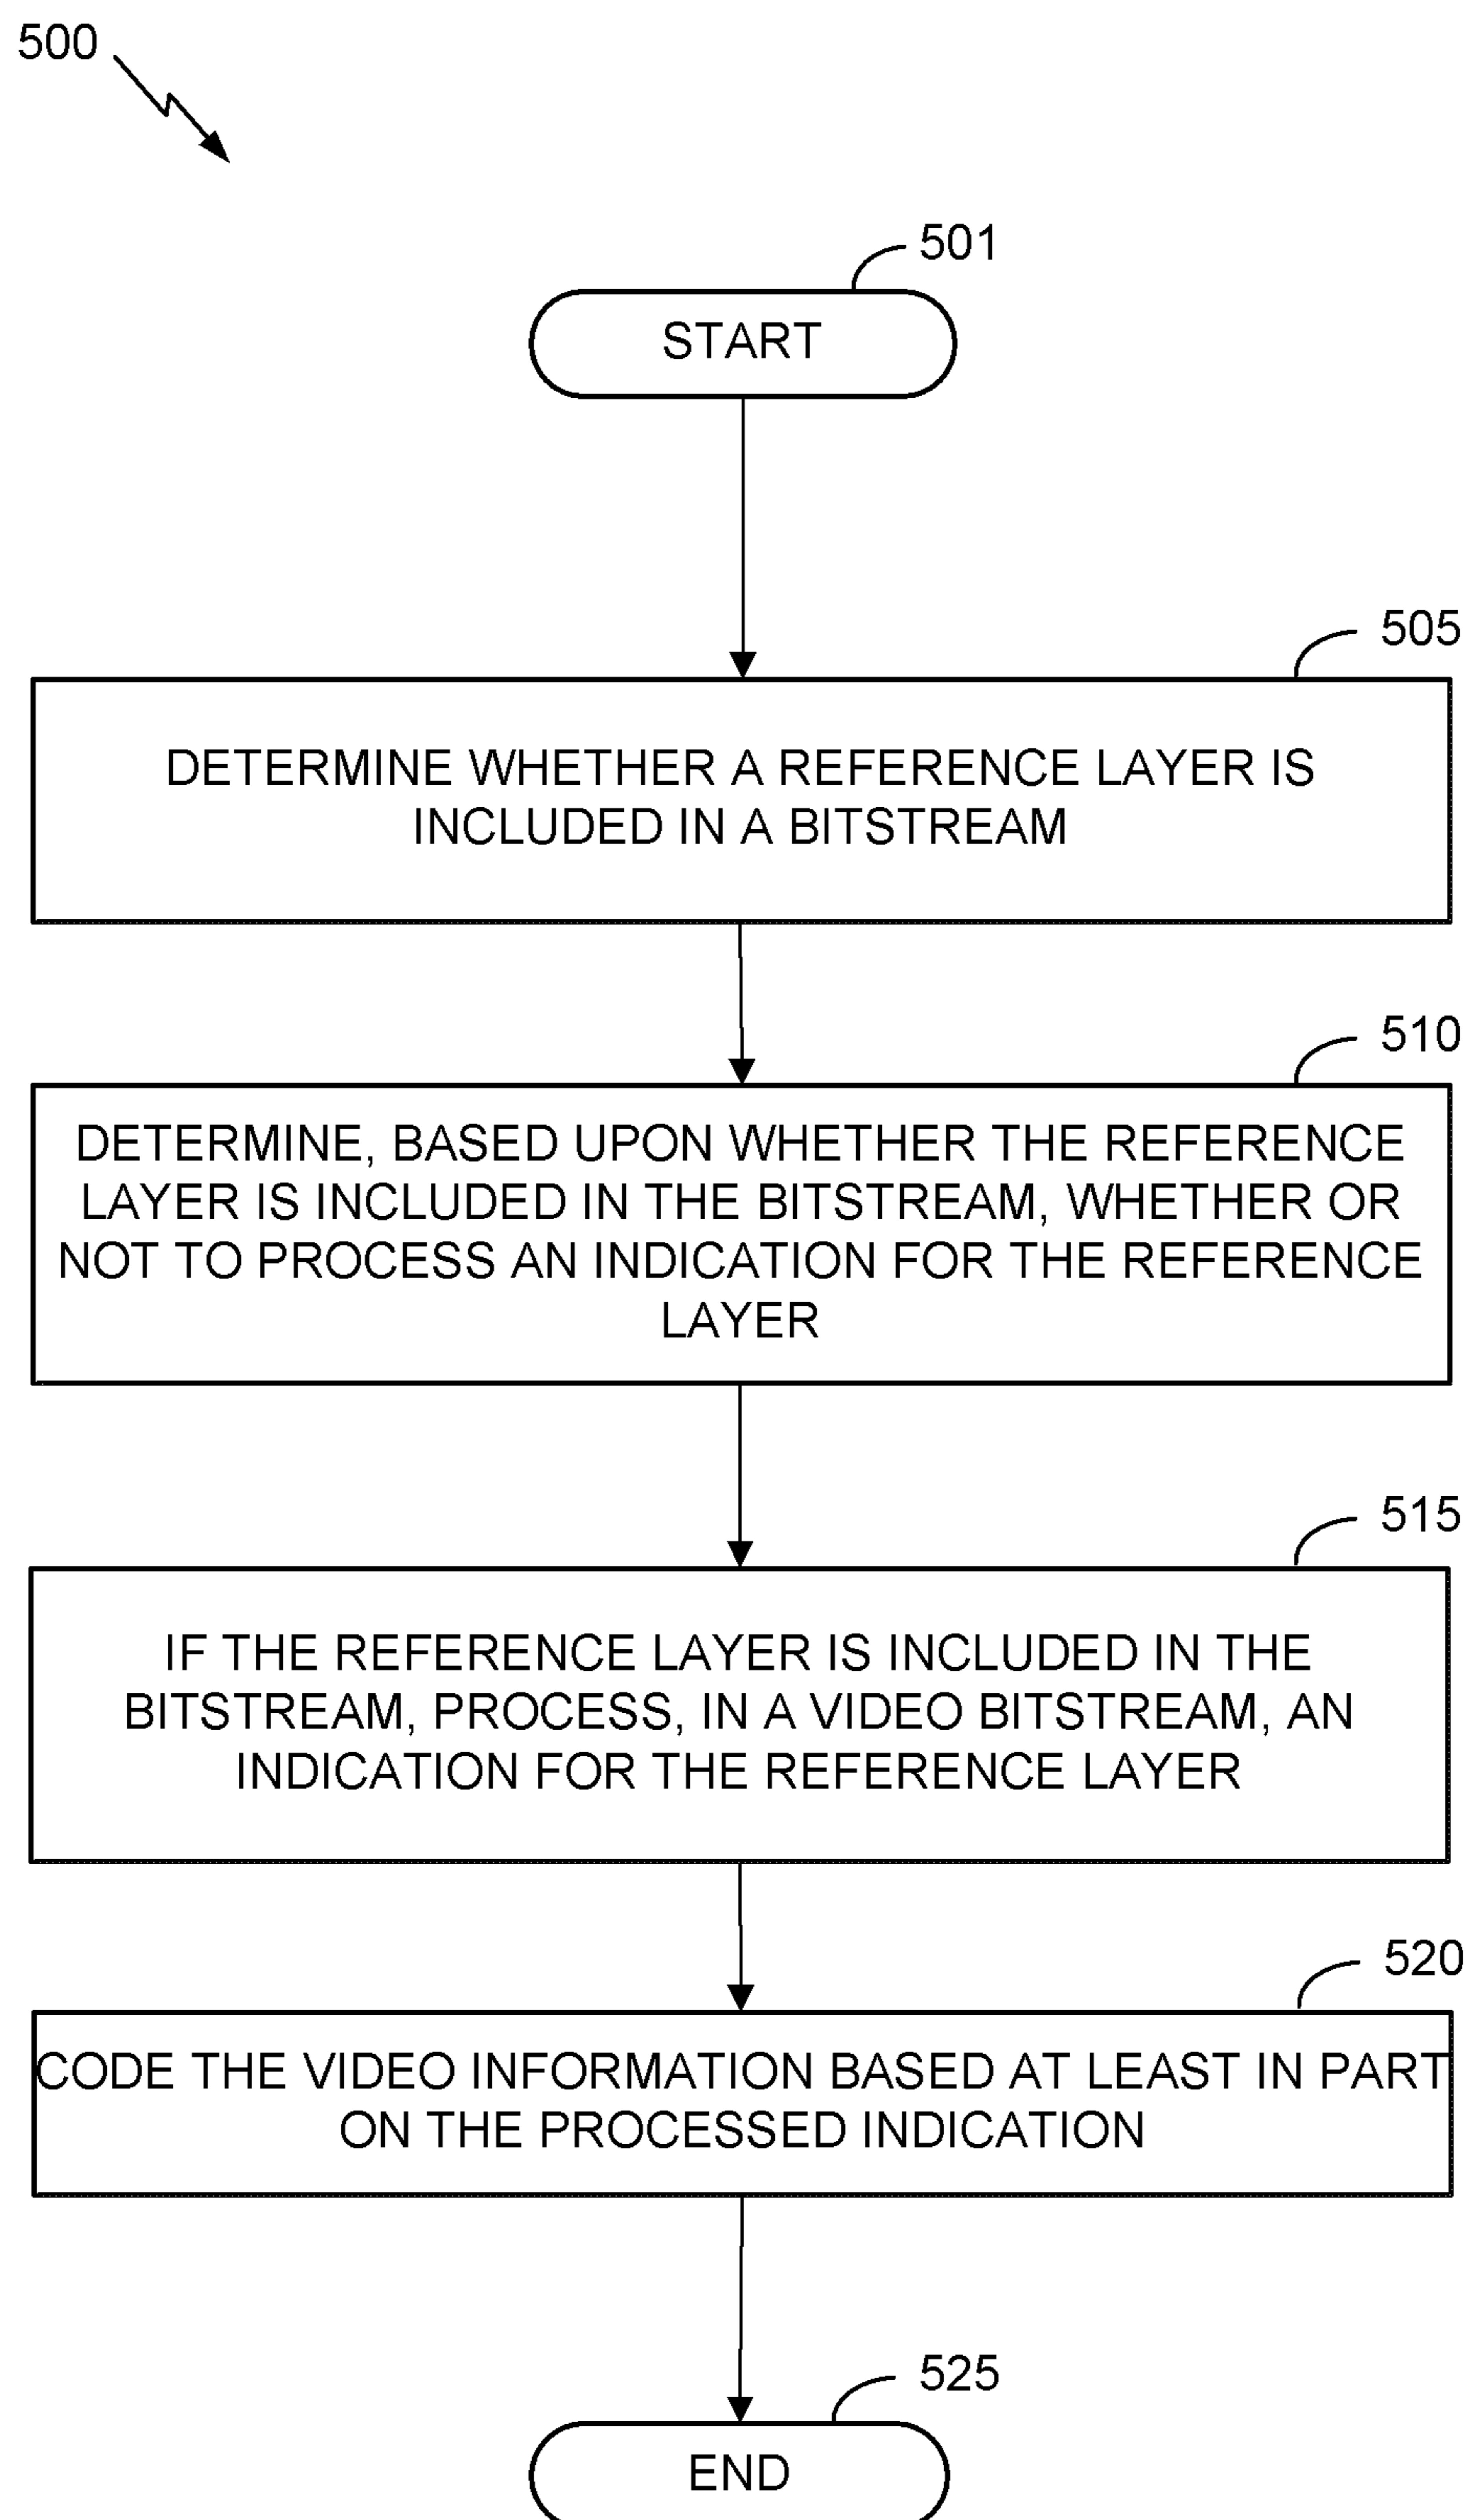 500
501
START
505
DETERMINE WHETHER A REFERENCE LAYER IS
INCLUDED IN A BITSTREAM
510
DETERMINE, BASED UPON WHETHER THE REFERENCE
LAYER IS INCLUDED IN THE BITSTREAM, WHETHER OR
NOT TO PROCESS AN INDICATION FOR THE REFERENCE
LAYER
515
IF THE REFERENCE LAYER IS INCLUDED IN THE
BITSTREAM, PROCESS, IN A VIDEO BITSTREAM, AN
INDICATION FOR THE REFERENCE LAYER
520
CODE THE VIDEO INFORMATION BASED AT LEAST IN PART
ON THE PROCESSED INDICATION
525
END